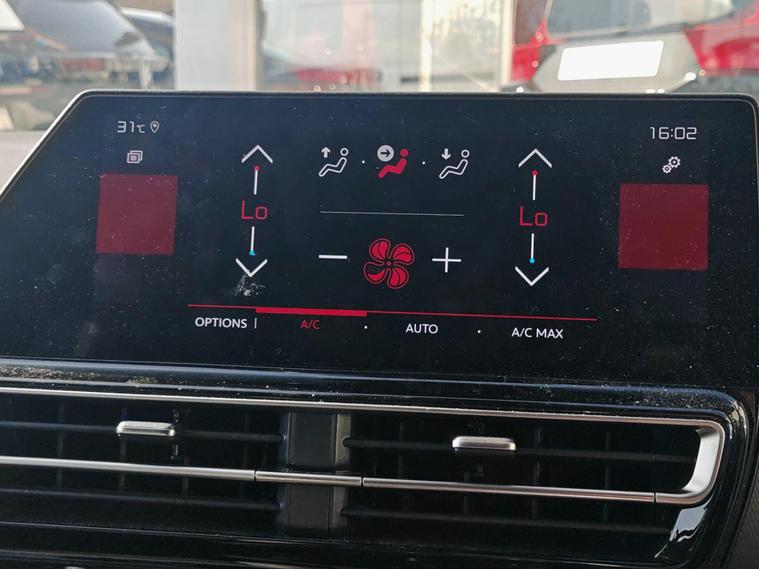 31°C
16:02
Lo
Lo
OPTIONS
A/C
AUTO
A/C MAX